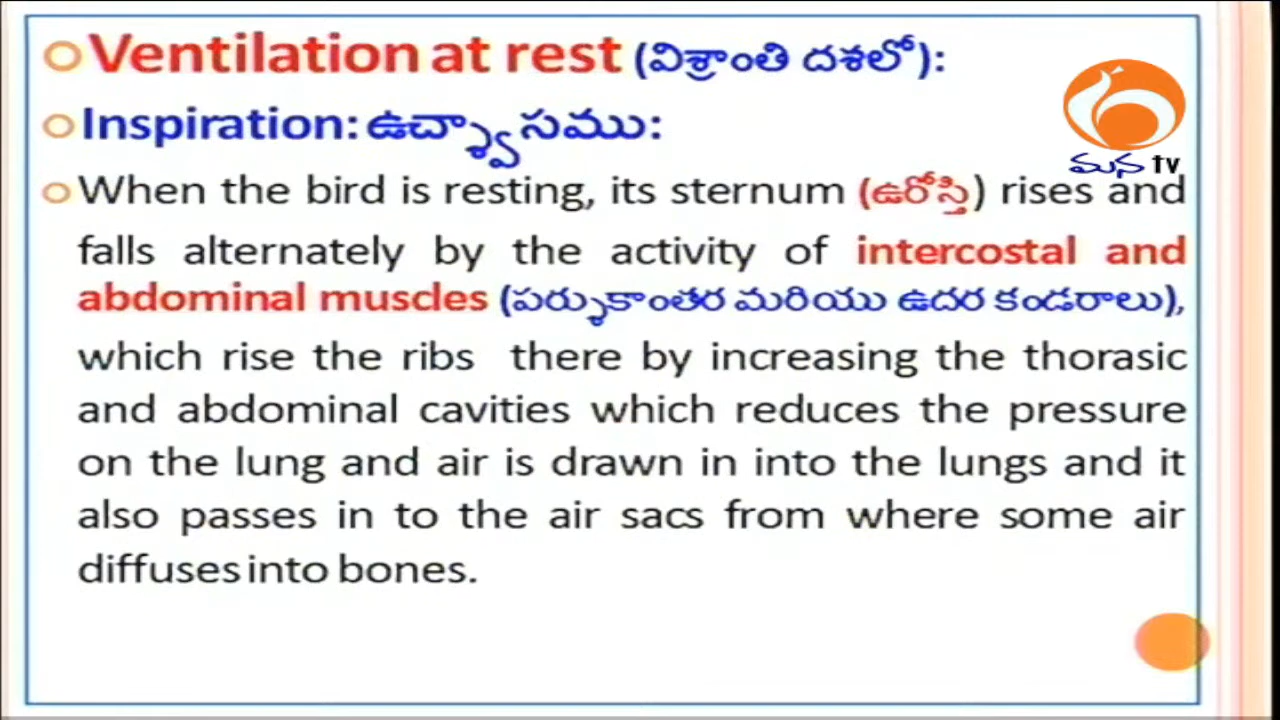 Ventilation at rest (విశ్రాంతి దశలో):
Inspiration: ఉచ్ఛ్వాసము:
మన tv
When the bird is resting, its sternum (ఉరోస్తి) rises and
falls alternately by the activity of intercostal and
abdominal muscles (పర్శుకాంతర మరియు ఉదర కండరాలు),
which rise the ribs there by increasing the thorasic
and abdominal cavities which reduces the pressure
on the lung and air is drawn in into the lungs and it
also passes in to the air sacs from where some air
diffuses into bones.